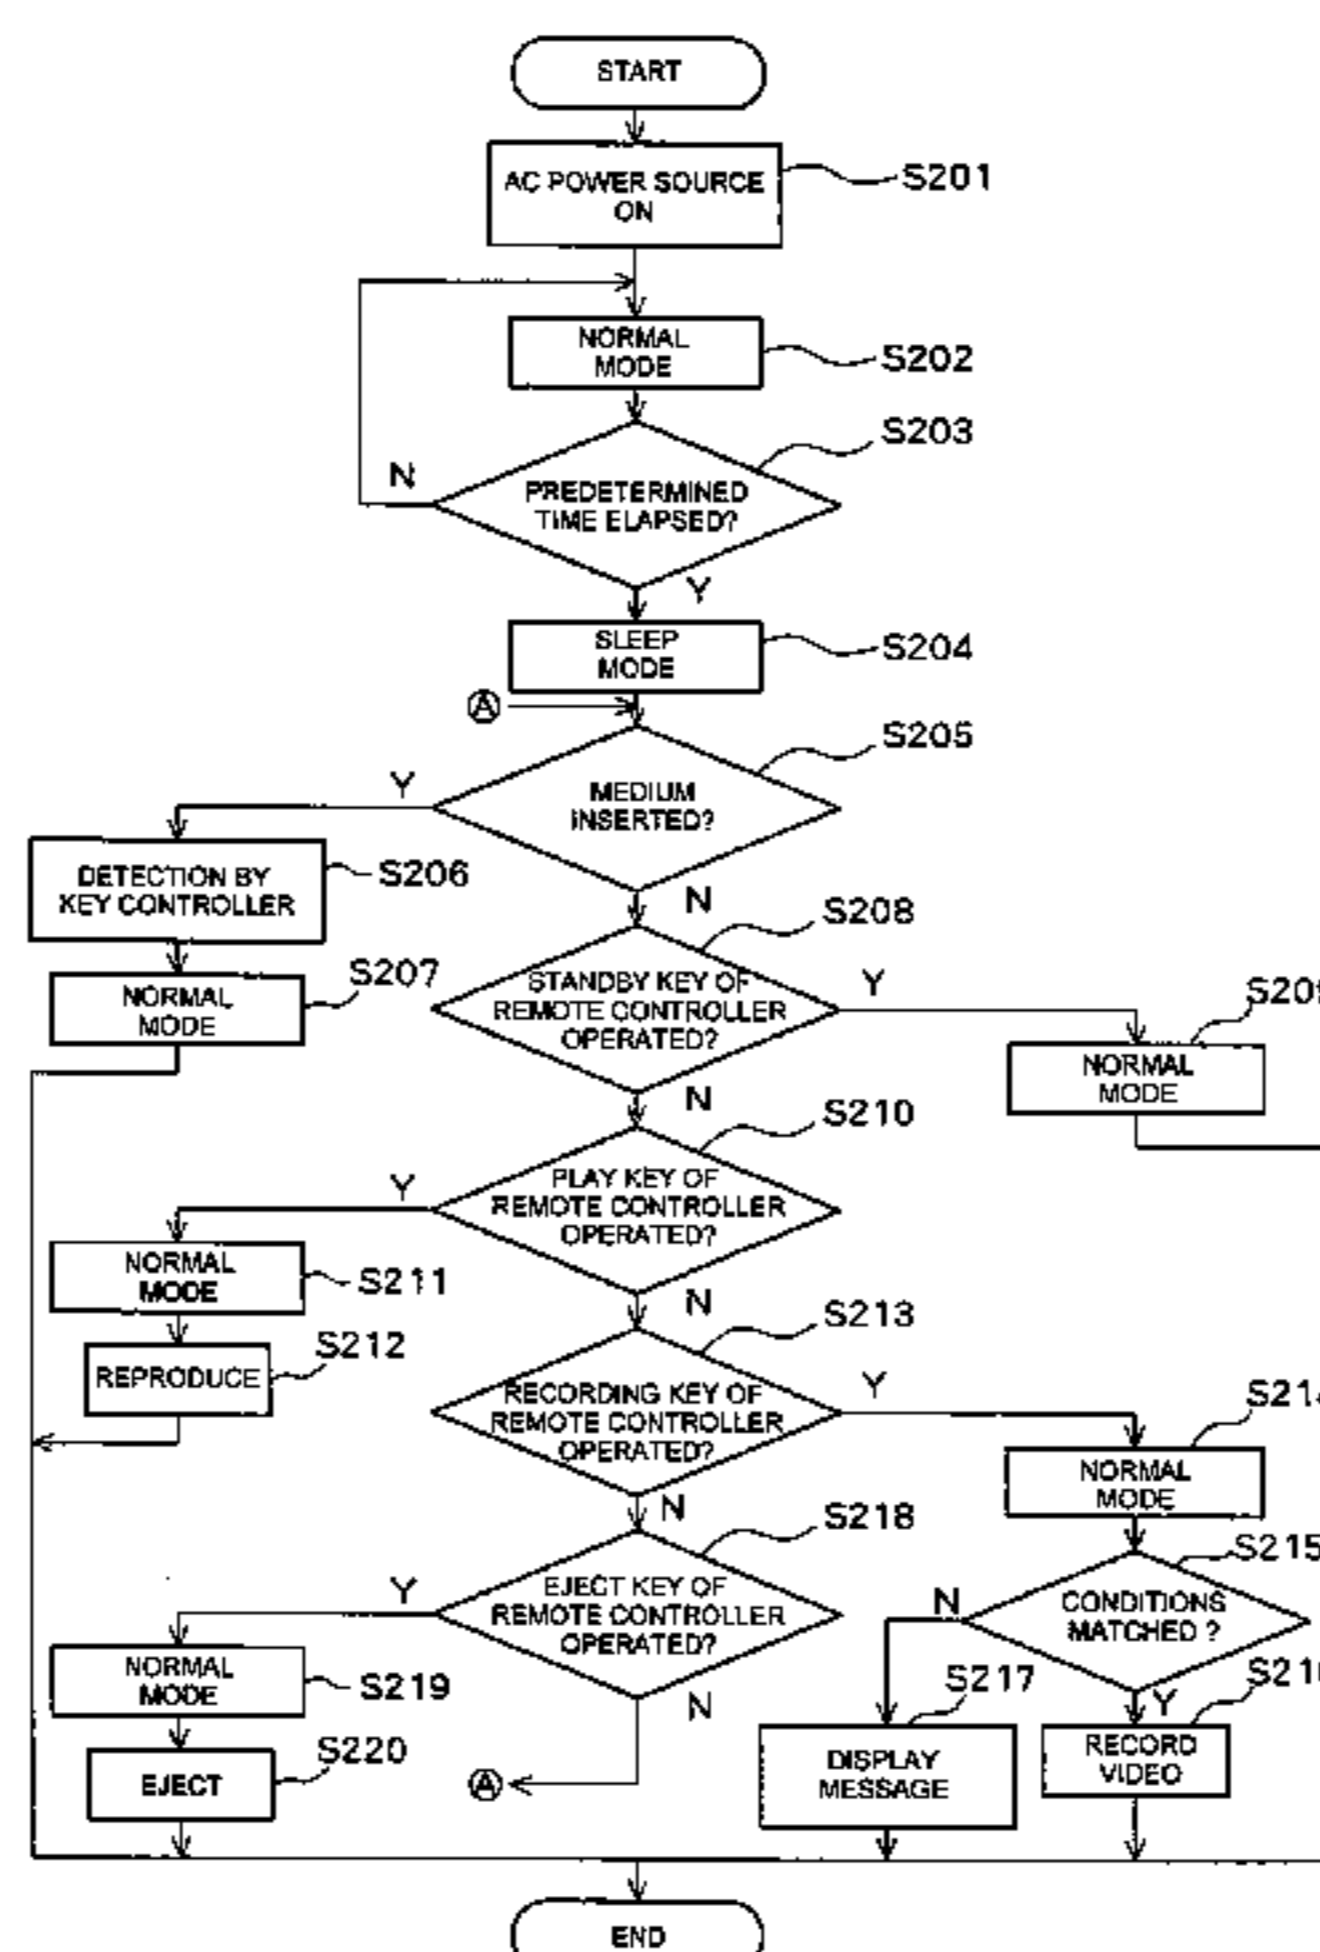 START
AC POWER SOURCE
ON
S201
NORMAL
MODE
S202
S203
N
PREDETERMINED
TIME ELAPSED?
Y
SLEEP
MODE
S204
A
S205
Y
MEDIUM
INSERTED?
DETECTION BY
KEY CONTROLLER
S206
N
S208
NORMAL
MODE
S207
STANDBY KEY OF
REMOTE CONTROLLER
OPERATED?
Y
S209
NORMAL
MODE
N
S210
Y
PLAY KEY OF
REMOTE CONTROLLER
OPERATED?
NORMAL
MODE
S211
N
S213
REPRODUCE
S212
RECORDING KEY OF
REMOTE CONTROLLER
OPERATED?
Y
S214
NORMAL
MODE
N
S218
S215
Y
EJECT KEY OF
REMOTE CONTROLLER
OPERATED?
N
CONDITIONS
MATCHED ?
NORMAL
MODE
S219
N
S217
Y
S216
EJECT
S220
A
DISPLAY
MESSAGE
RECORD
VIDEO
END